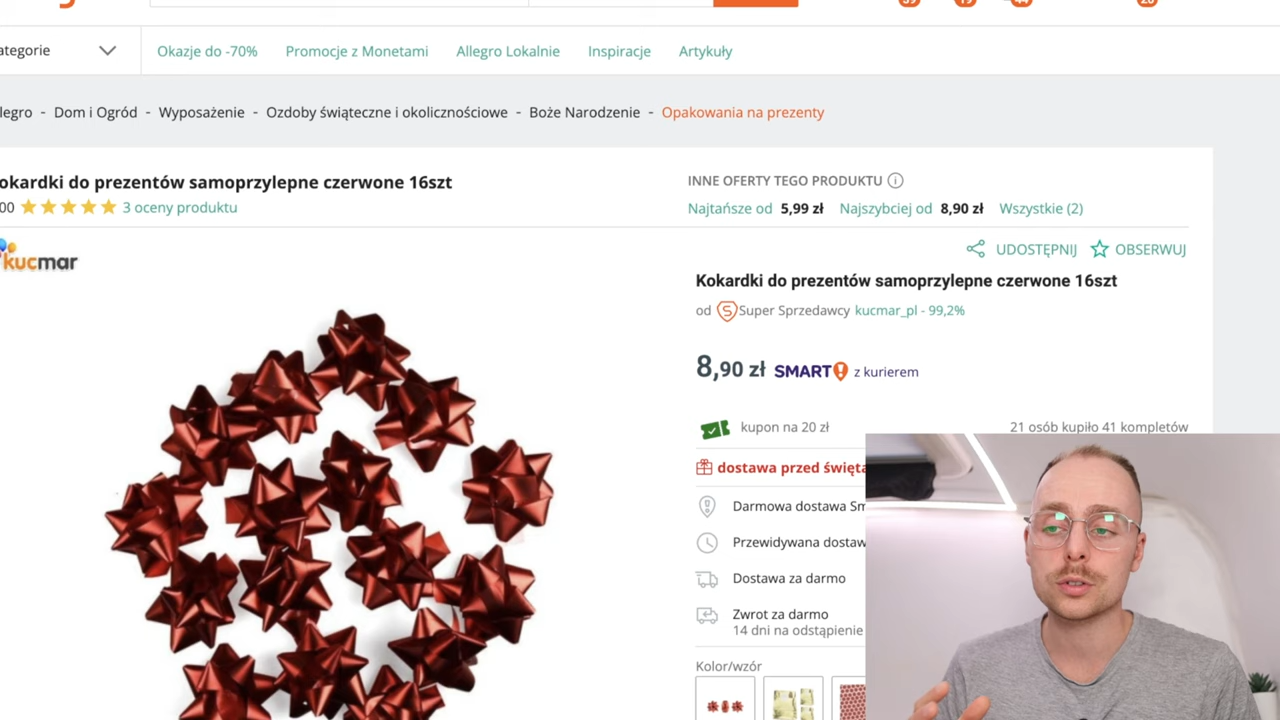 ategorie
Okazje do -70%
Promocje z Monetami
Allegro Lokalnie
Inspiracje
Artykuły
legro - Dom i Ogród - Wyposażenie - Ozdoby świąteczne i okolicznościowe - Boże Narodzenie - Opakowania na prezenty
okardki do prezentów samoprzylepne czerwone 16szt
00 3 oceny produktu
kucmar
INNE OFERTY TEGO PRODUKTU
Najtańsze od 5,99 zł Najszybciej od 8,90 zł Wszystkie (2)
UDOSTĘPNIJ OBSERWUJ
Kokardki do prezentów samoprzylepne czerwone 16szt
od Super Sprzedawcy kucmar_pl - 99,2%
8,90 zł SMART! z kurierem
kupon na 20 zł 21 osób kupiło 41 kompletów
dostawa przed święta
Darmowa dostawa Sm
Przewidywana dostaw
Dostawa za darmo
Zwrot za darmo
14 dni na odstąpienie
Kolor/wzór